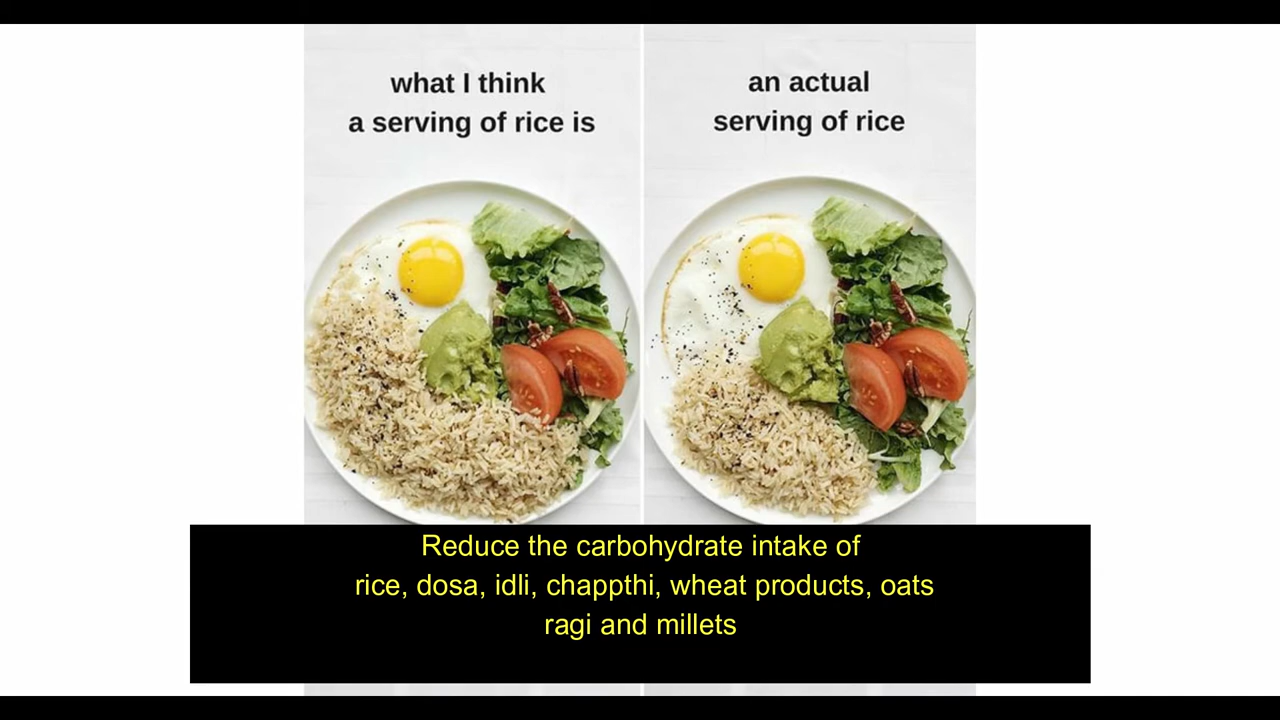 what I think
a serving of rice is
an actual
serving of rice
Reduce the carbohydrate intake of
rice, dosa, idli, chappthi, wheat products, oats
ragi and millets